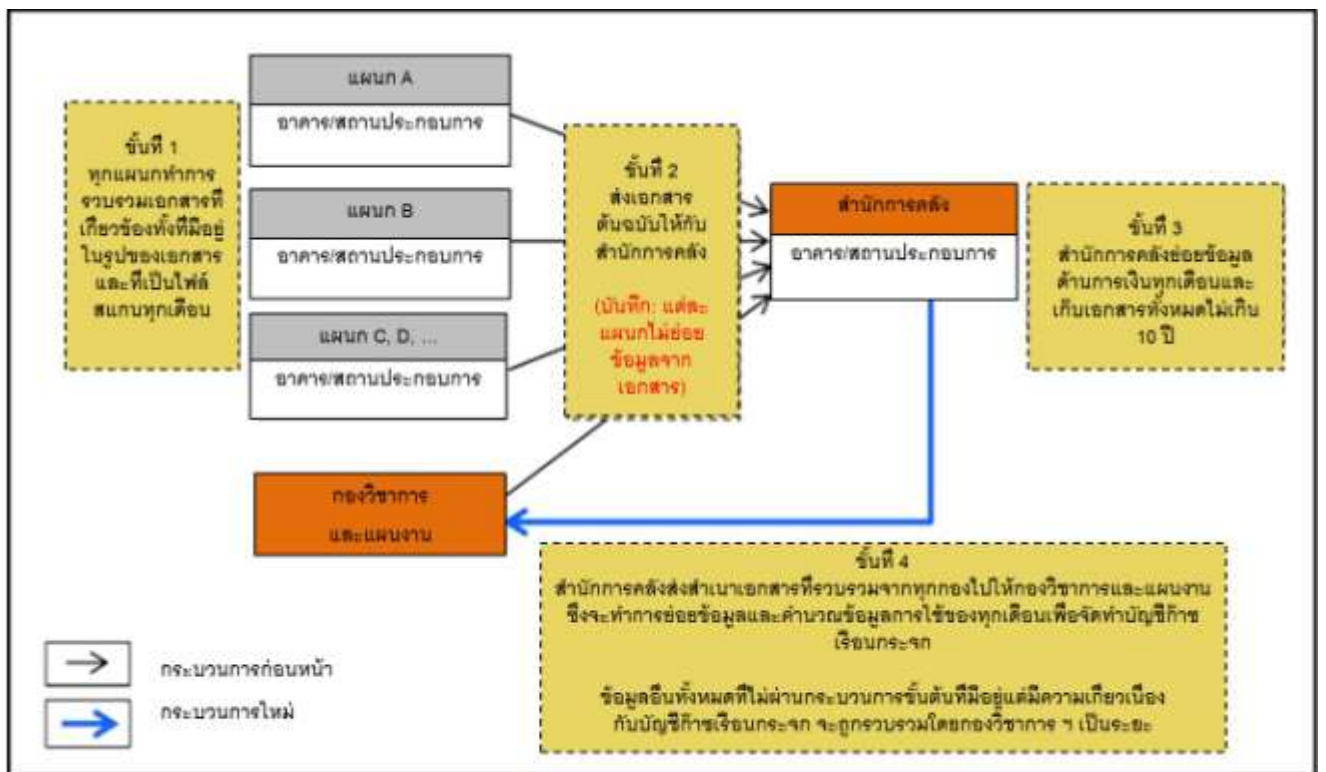 แผนก A
อาคาร/สถานประกอบการ
ขั้นที่ 1
ทุกแผนกทำการ
รวบรวมเอกสารที่
เกี่ยวข้องทั้งที่มีอยู่
ในรูปของเอกสาร
และที่เป็นไฟล์
สแกนทุกเดือน
แผนก B
อาคาร/สถานประกอบการ
แผนก C, D, ...
อาคาร/สถานประกอบการ
ขั้นที่ 2
ส่งเอกสาร
ต้นฉบับให้กับ
สำนักการคลัง
(บันทึก: แต่ละ
แผนกไม่ย่อย
ข้อมูลจาก
เอกสาร)
สำนักการคลัง
อาคาร/สถานประกอบการ
ขั้นที่ 3
สำนักการคลังย่อยข้อมูล
ด้านการเงินทุกเดือนและ
เก็บเอกสารทั้งหมดไม่เกิน
10 ปี
กองวิชาการ
และแผนงาน
ขั้นที่ 4
สำนักการคลังส่งสำเนาเอกสารที่รวบรวมจากทุกกองไปให้กองวิชาการและแผนงาน
ซึ่งจะทำการย่อยข้อมูลและคำนวณข้อมูลการใช้ของทุกเดือนเพื่อจัดทำบัญชีก๊าซ
เรือนกระจก
ข้อมูลอื่นทั้งหมดที่ไม่ผ่านกระบวนการขั้นต้นที่มีอยู่แต่มีความเกี่ยวเนื่อง
กับบัญชีก๊าซเรือนกระจก จะถูกรวบรวมโดยกองวิชาการ ฯ เป็นระยะ
กระบวนการก่อนหน้า
กระบวนการใหม่